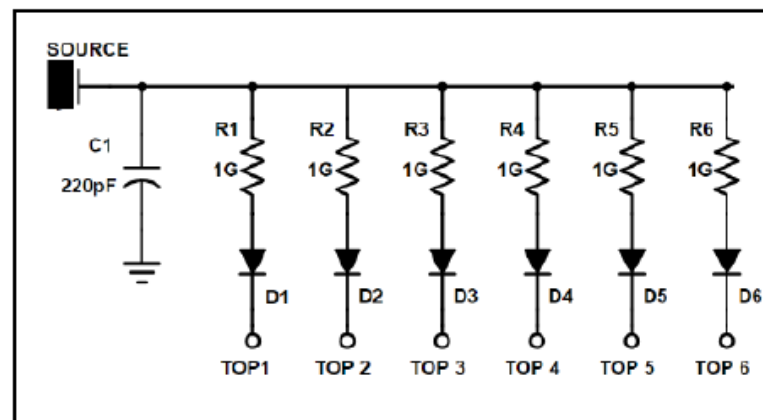 SOURCE
R1 R2 R3 R4 R5 R6
C1
1G 1G 1G 1G 1G 1G
220pF
D1 D2 D3 D4 D5 D6
TOP1 TOP 2 TOP 3 TOP 4 TOP 5 TOP 6